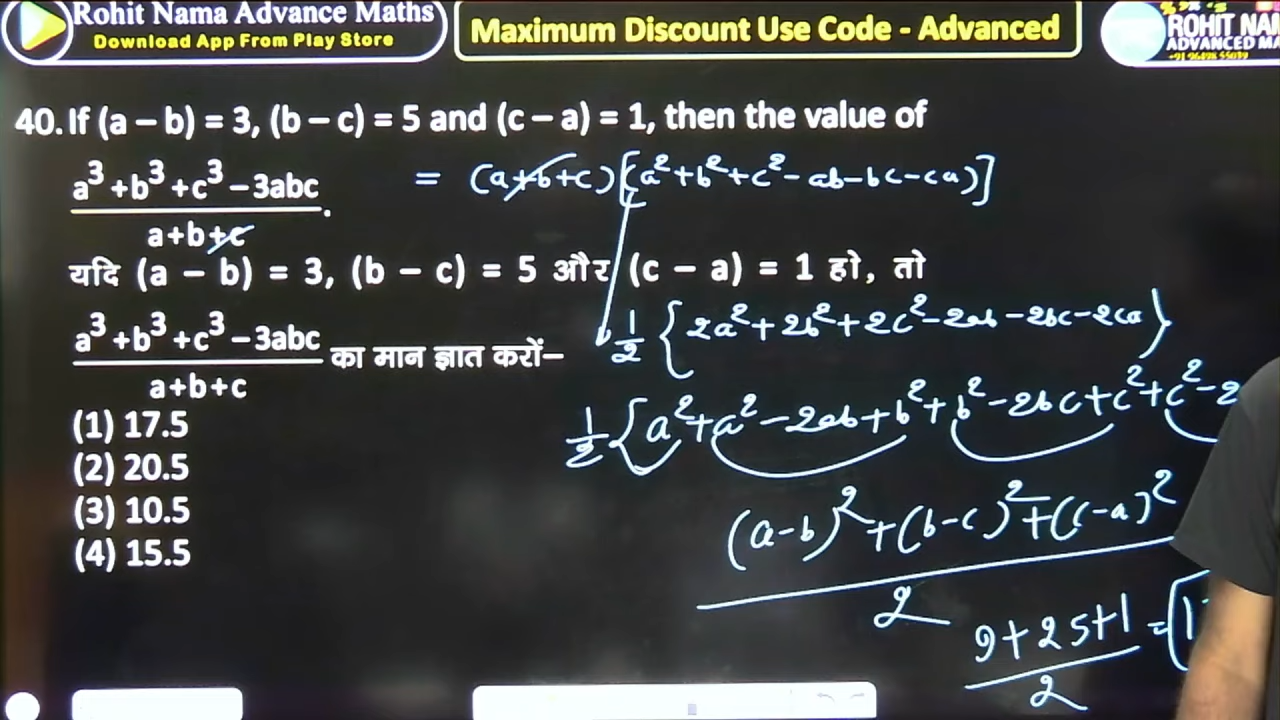 Rohit Nama Advance Maths
Download App From Play Store
Maximum Discount Use Code - Advanced
ROHIT NA
ADVANCED MA
40. If (a – b) = 3, (b – c) = 5 and (c – a) = 1, then the value of
a³ +b³ +c³ – 3abc / a+b+c .
= (a+b+c) [a²+b²+c²-ab-bc-ca)]
यदि (a – b) = 3, (b – c) = 5 और (c – a) = 1 हो, तो
a³ +b³ +c³ – 3abc / a+b+c का मान ज्ञात करों–
1/2 {2a²+2b²+2c²-2ab-2bc-2ca}
(1) 17.5
1/2 {a²+a²-2ab+b²+b²-2bc+c²+c²-2
(2) 20.5
(3) 10.5
(4) 15.5
(a-b)²+(b-c)²+(c-a)² / 2
9+25+1 / 2 =